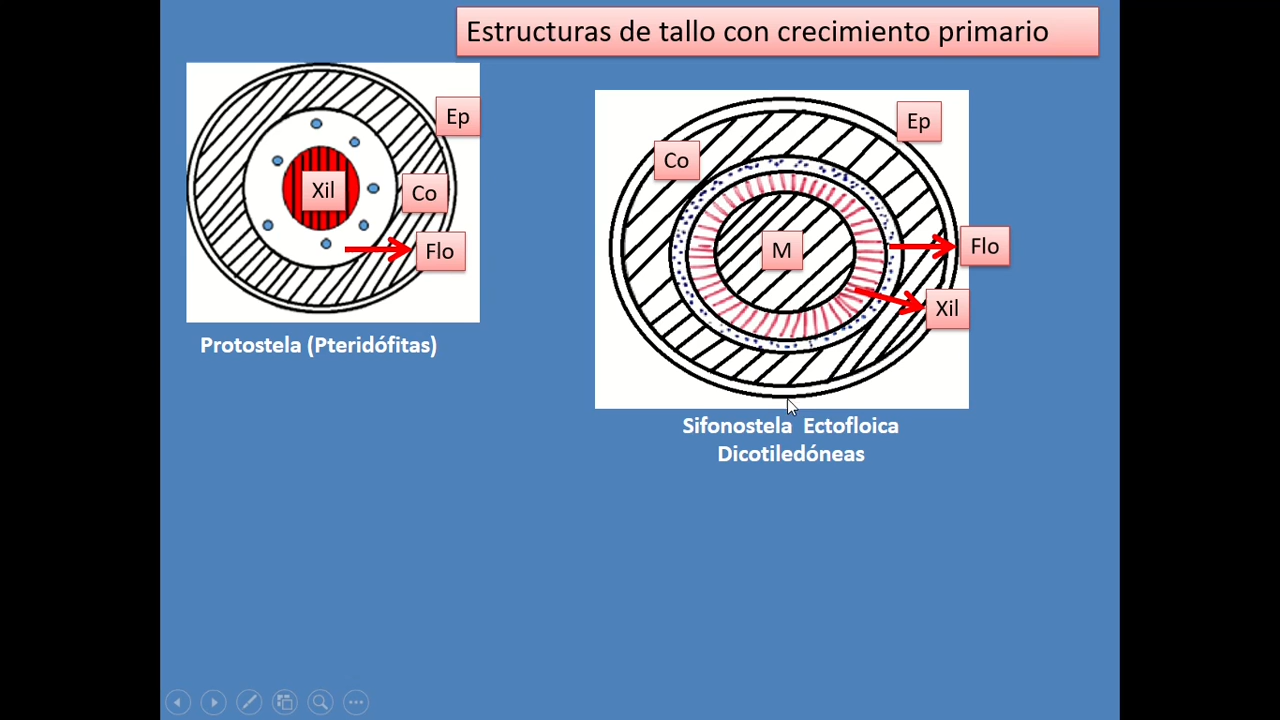 Estructuras de tallo con crecimiento primario
Ep
Xil
Co
Flo
Protostela (Pteridófitas)
Ep
Co
M
Flo
Xil
Sifonostela Ectofloica
Dicotiledóneas